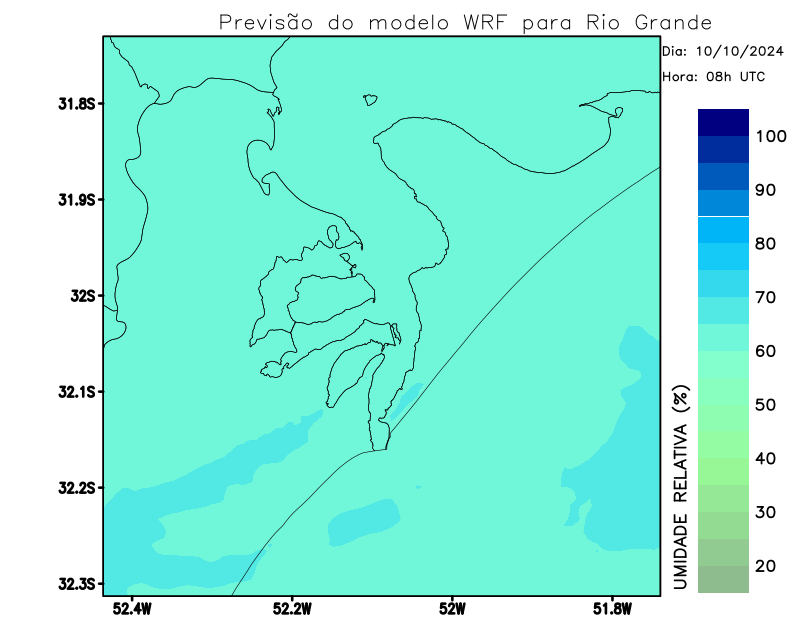 Previsão do modelo WRF para Rio Grande
Dia: 10/10/2024
Hora: 08h UTC
31.8S
31.9S
32S
32.1S
32.2S
32.3S
52.4W
52.2W
52W
51.8W
100
90
80
70
60
50
40
30
20
UMIDADE RELATIVA (%)